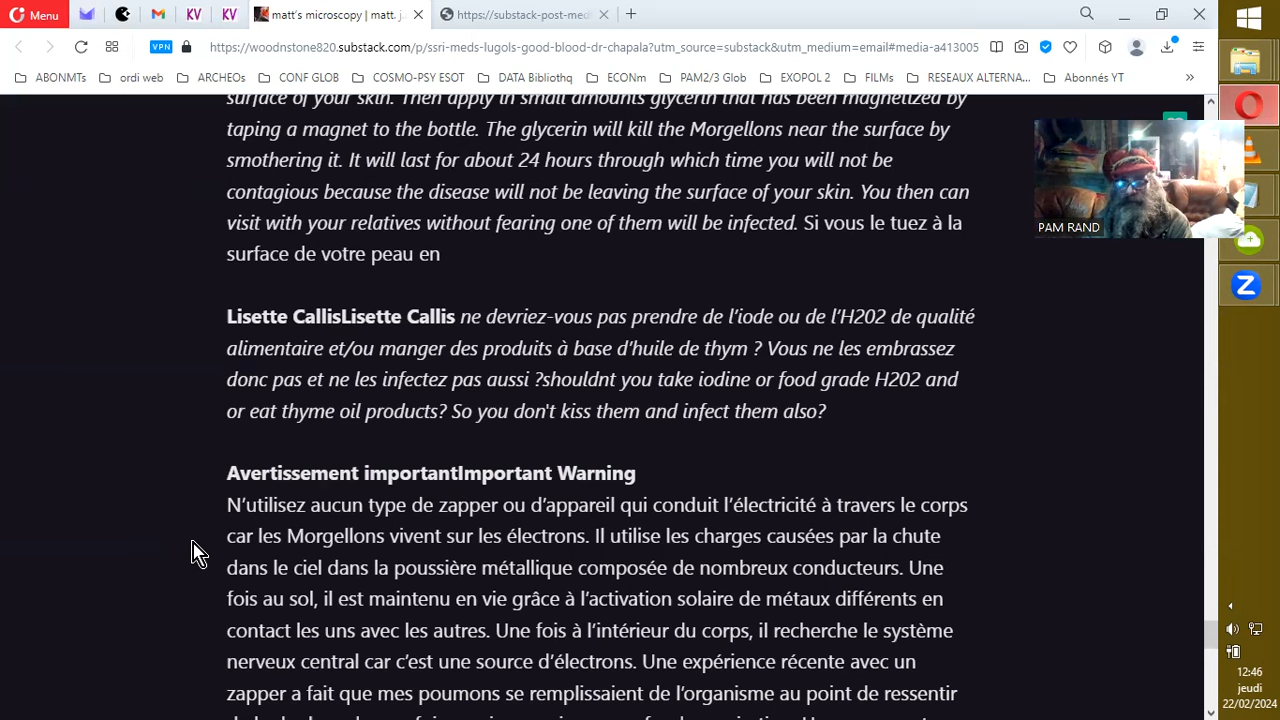 Menu
KV
KV
matt's microscopy | matt. j
https://substack-post-med
VPN
https://woodnstone820.substack.com/p/ssri-meds-lugols-good-blood-dr-chapala?utm_source=substack&utm_medium=email#media-a413005
ABONMTs
ordi web
ARCHEOs
CONF GLOB
COSMO-PSY ESOT
DATA Biblithq
ECONm
PAM2/3 Glob
EXOPOL 2
FILMs
RESEAUX ALTERNA...
Abonnés YT
»
surface of your skin. Then apply in small amounts glycerin that has been magnetized by
taping a magnet to the bottle. The glycerin will kill the Morgellons near the surface by
smothering it. It will last for about 24 hours through which time you will not be
contagious because the disease will not be leaving the surface of your skin. You then can
visit with your relatives without fearing one of them will be infected. Si vous le tuez à la
surface de votre peau en
PAM RAND
Lisette CallisLisette Callis ne devriez-vous pas prendre de l'iode ou de l'H202 de qualité
alimentaire et/ou manger des produits à base d'huile de thym ? Vous ne les embrassez
donc pas et ne les infectez pas aussi ?shouldnt you take iodine or food grade H202 and
or eat thyme oil products? So you don't kiss them and infect them also?
Avertissement importantImportant Warning
N'utilisez aucun type de zapper ou d'appareil qui conduit l'électricité à travers le corps
car les Morgellons vivent sur les électrons. Il utilise les charges causées par la chute
dans le ciel dans la poussière métallique composée de nombreux conducteurs. Une
fois au sol, il est maintenu en vie grâce à l'activation solaire de métaux différents en
contact les uns avec les autres. Une fois à l'intérieur du corps, il recherche le système
nerveux central car c'est une source d'électrons. Une expérience récente avec un
zapper a fait que mes poumons se remplissaient de l'organisme au point de ressentir
12:46
jeudi
22/02/2024